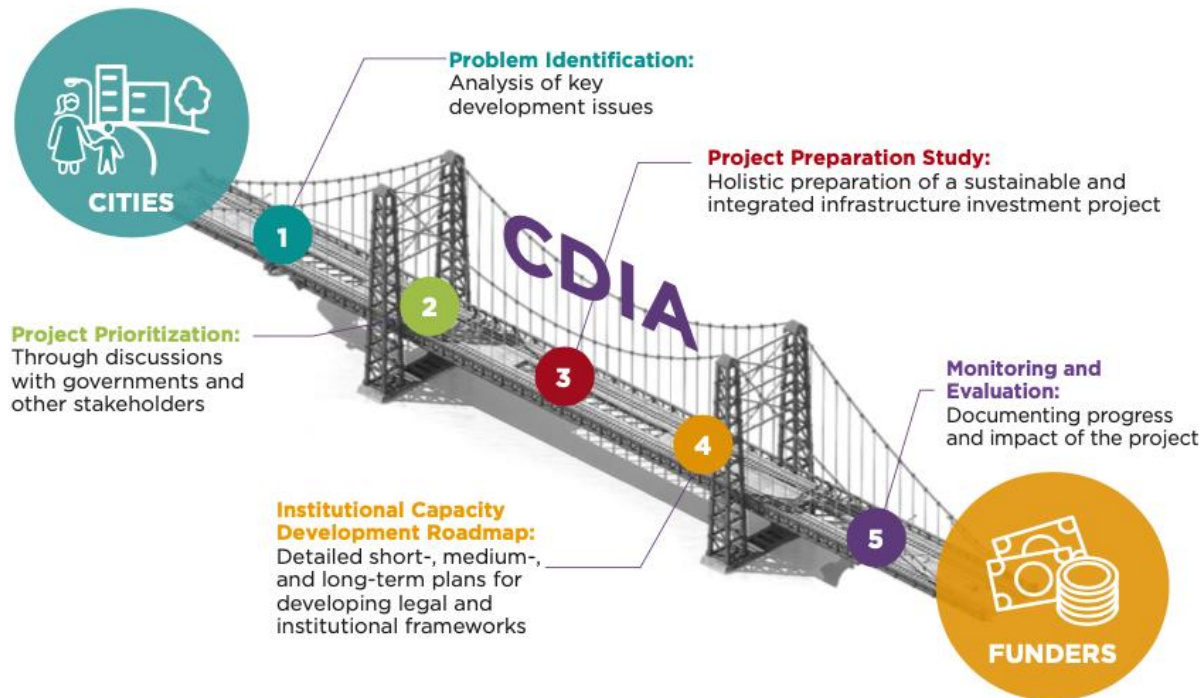 CITIES
Problem Identification:
Analysis of key
development issues
1
Project Preparation Study:
Holistic preparation of a sustainable and
integrated infrastructure investment project
CDIA
2
Project Prioritization:
Through discussions
with governments and
other stakeholders
3
Monitoring and
Evaluation:
Documenting progress
and impact of the project
4
Institutional Capacity
Development Roadmap:
Detailed short-, medium-,
and long-term plans for
developing legal and
institutional frameworks
5
FUNDERS